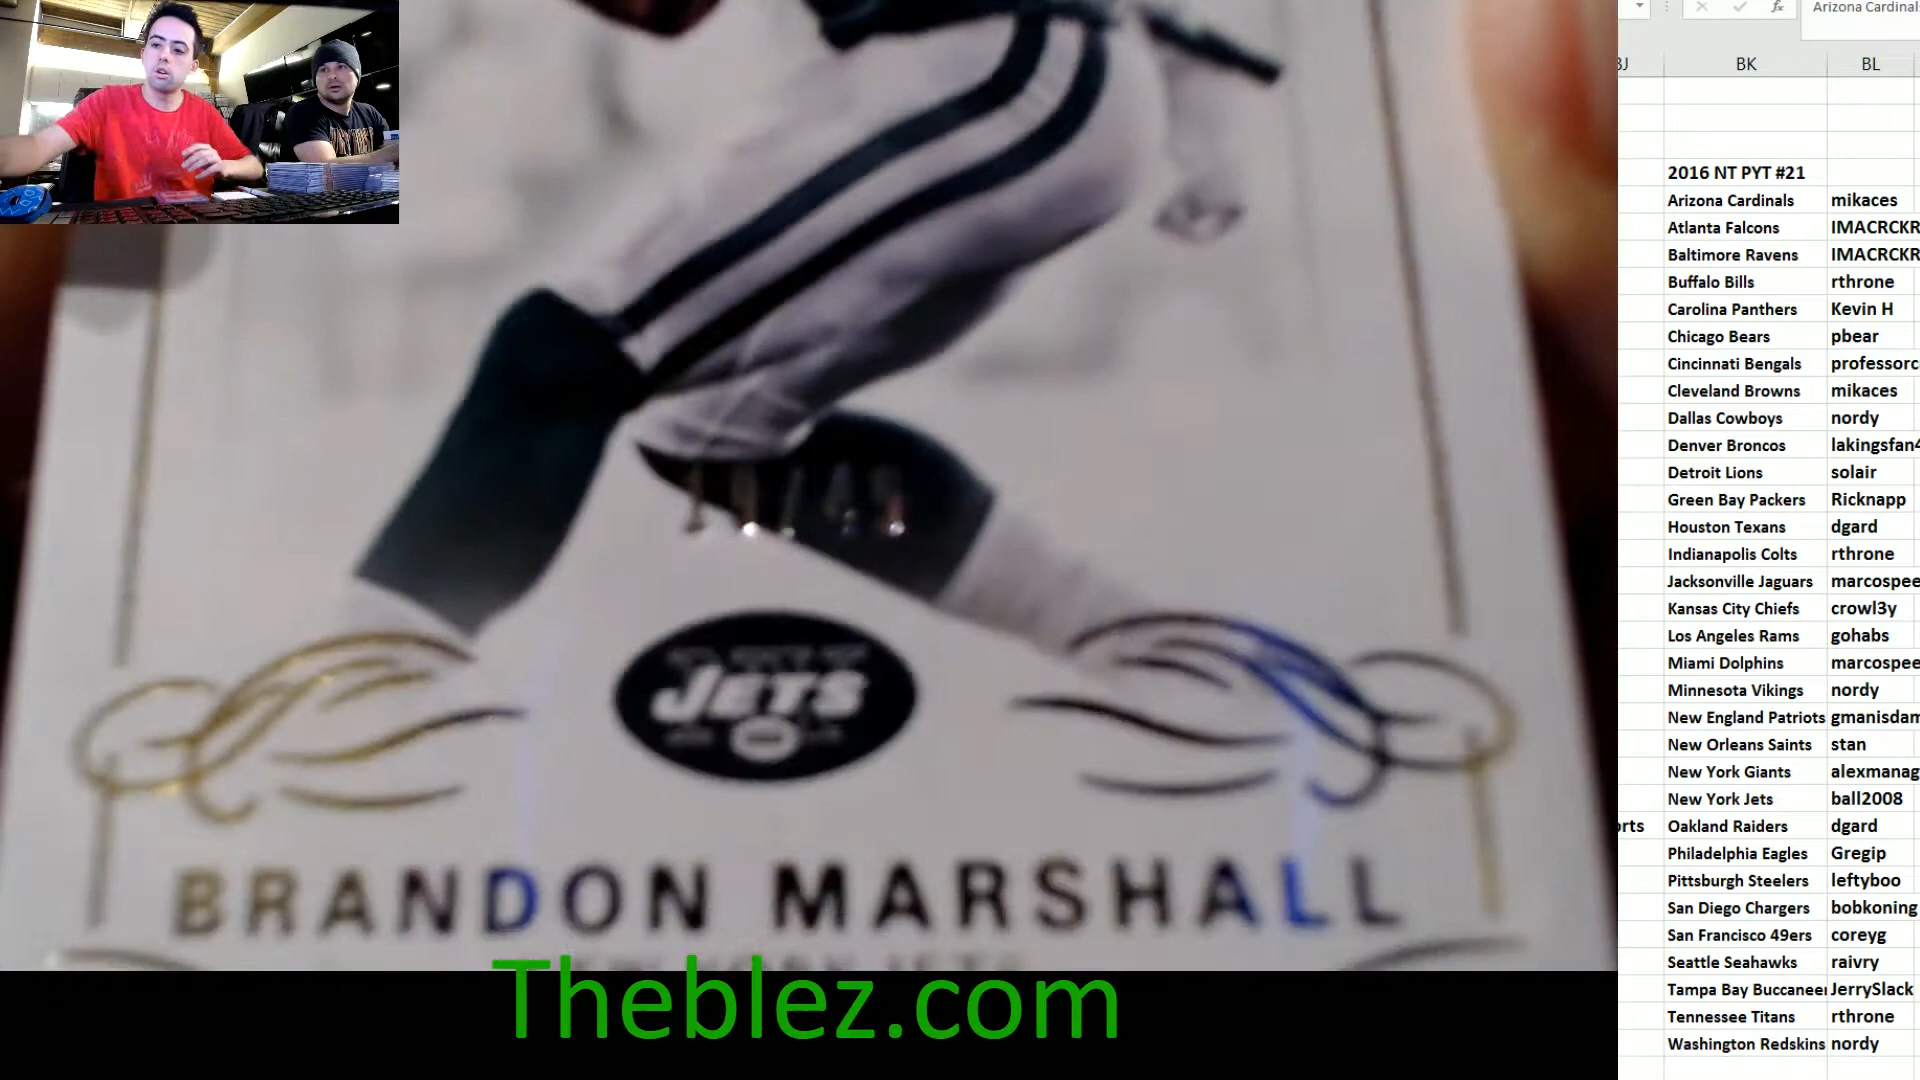 Arizona Cardinal
BJ BK BL
2016 NT PYT #21
Arizona Cardinals mikaces
Atlanta Falcons IMACRCKR
Baltimore Ravens IMACRCKR
Buffalo Bills rthrone
Carolina Panthers Kevin H
Chicago Bears pbear
Cincinnati Bengals professorc
Cleveland Browns mikaces
Dallas Cowboys nordy
Denver Broncos lakingsfan4
Detroit Lions solair
Green Bay Packers Ricknapp
Houston Texans dgard
Indianapolis Colts rthrone
Jacksonville Jaguars marcospee
Kansas City Chiefs crowl3y
Los Angeles Rams gohabs
Miami Dolphins marcospee
Minnesota Vikings nordy
New England Patriots gmanisdam
New Orleans Saints stan
New York Giants alexmanag
New York Jets ball2008
orts Oakland Raiders dgard
Philadelphia Eagles Gregip
Pittsburgh Steelers leftyboo
San Diego Chargers bobkoning
San Francisco 49ers coreyg
Seattle Seahawks raivry
Tampa Bay Buccaneer JerrySlack
Tennessee Titans rthrone
Washington Redskins nordy
JETS
BRANDON MARSHALL
Theblez.com